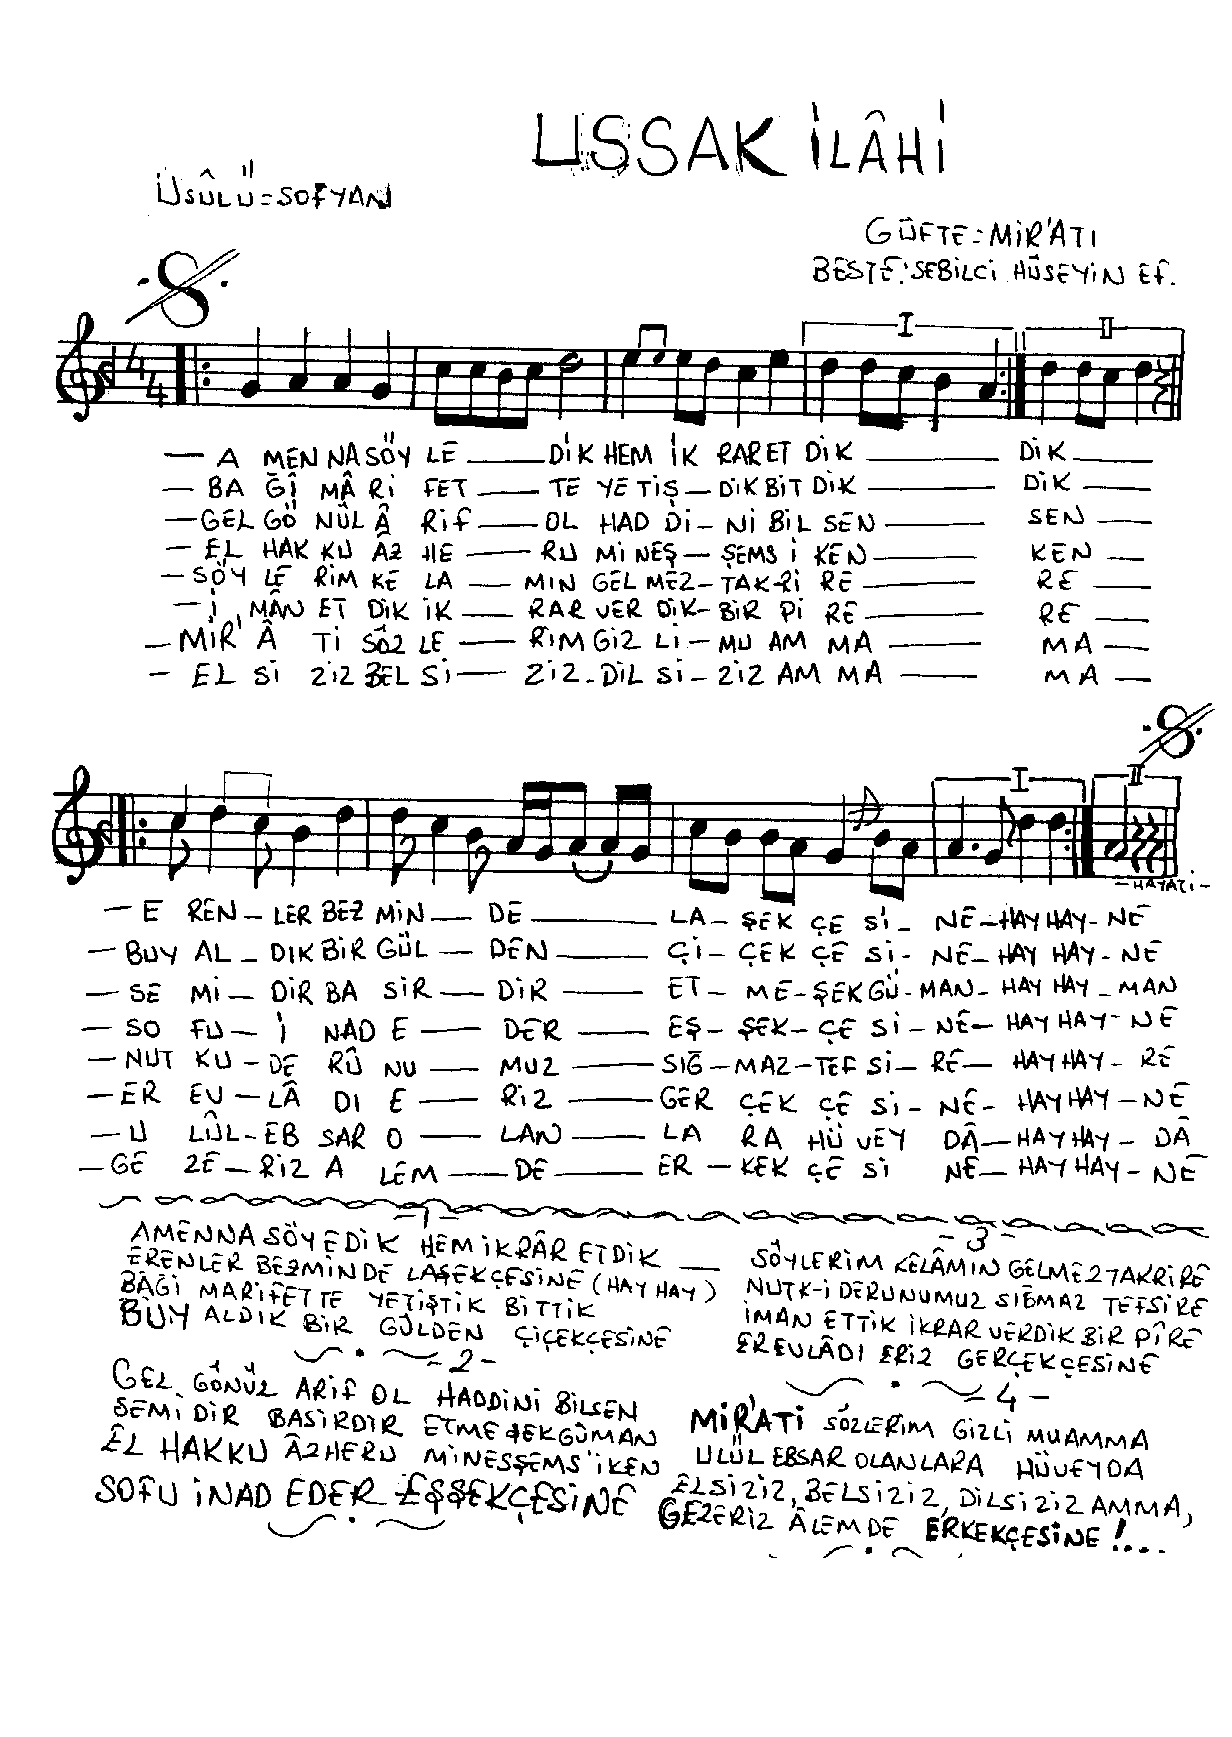 USSAK İLÂHİ
ÜSÛLÜ=SOFYAN
GÜFTE=MİR'ATI
BESTE:SEBİLCİ HÜSEYİN EF.
I II
4 4
— A MEN NA SÖY LE — DİK HEM İK RAR ET DİK — DİK —
— BA ĞÎ MÂ Rİ FET — TE YE TİŞ — DİK BİT DİK — DİK —
— GEL GÖ NÜL Â RİF — OL HAD Dİ - Nİ BİL SEN — SEN —
— EL HAK KU ÂZ HE — RU Mİ NEŞ - ŞEMS İ KEN — KEN —
— SÖY LE RİM KE LA — MIN GEL MEZ - TAK-Rİ RE — RE —
— İ MÂN ET DİK İK — RAR VER DİK - BİR Pİ RE — RE —
— MİR' Â TI SÖZ LE — RİM GİZ Lİ - MU AM MA — MA —
— EL Sİ ZİZ BEL Sİ — ZİZ - DİL Sİ - ZİZ AM MA — MA —
I II
- HAYATİ -
— E REN - LER BEZ MİN — DE — LA - ŞEK ÇE Sİ - NE - HAY HAY - NE
— BUY AL - DIK BİR GÜL — DEN — Çİ - ÇEK ÇE Sİ - NE - HAY HAY - NE
— SE Mİ - DİR BA SİR — DİR — ET - ME - ŞEK GÜ - MAN - HAY HAY - MAN
— SO FU - İ NAD E — DER — EŞ - ŞEK - ÇE Sİ - NE - HAY HAY - NE
— NUT KU - DE RÛ NU — MUZ — SIĞ - MAZ - TEF Sİ - RE - HAY HAY - RE
— ER EV - LÂ DI E — RİZ — GER ÇEK ÇE Sİ - NE - HAY HAY - NE
— U LÛL - EB SAR O — LAN — LA RA HÜ VEY DÂ - HAY HAY - DÂ
— GE ZE - RİZ A LEM — DE — ER - KEK ÇE Sİ NE - HAY HAY - NE
- 1 -
AMENNA SÖYEDİK HEM İKRÂR ETDİK
ERENLER BEZMİNDE LAŞEKÇESİNE (HAY HAY)
BAGİ MARİFETTE YETİŞTİK BİTTİK
BUY ALDIK BİR GÜLDEN ÇİÇEKÇESİNE
- 2 -
GEL GÖNÜL ARİF OL HADDİNİ BİLSEN
SEMİDİR BASİRDİR ETME ŞEKGÜMAN
EL HAKKU ÂZHERU MİNESŞEMS'İKEN
SOFU İNAD EDER EŞŞEKÇESİNE
- 3 -
SÖYLERİM KELÂMIN GELMEZ TAKRİRE
NUTK-İ DERUNUMUZ SIĞMAZ TEFSİRE
İMAN ETTİK İKRAR VERDİK BİR PÎRE
ER EVLÂDI ERİZ GERÇEKÇESİNE
- 4 -
MİR'ATİ SÖZLERİM GİZLİ MUAMMA
ULÜL EBSAR OLANLARA HÜVEYDA
ELSİZİZ, BELSİZİZ, DİLSİZİZ AMMA,
GEZERİZ ÂLEMDE ERKEKÇESİNE!...